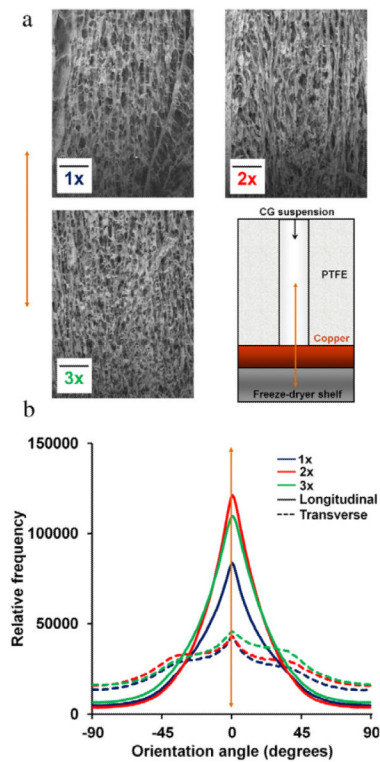 a
1x
2x
3x
CG suspension
PTFE
Copper
Freeze-dryer shelf
b
150000
100000
50000
0
Relative frequency
1x
2x
3x
Longitudinal
Transverse
-90
-45
0
45
90
Orientation angle (degrees)